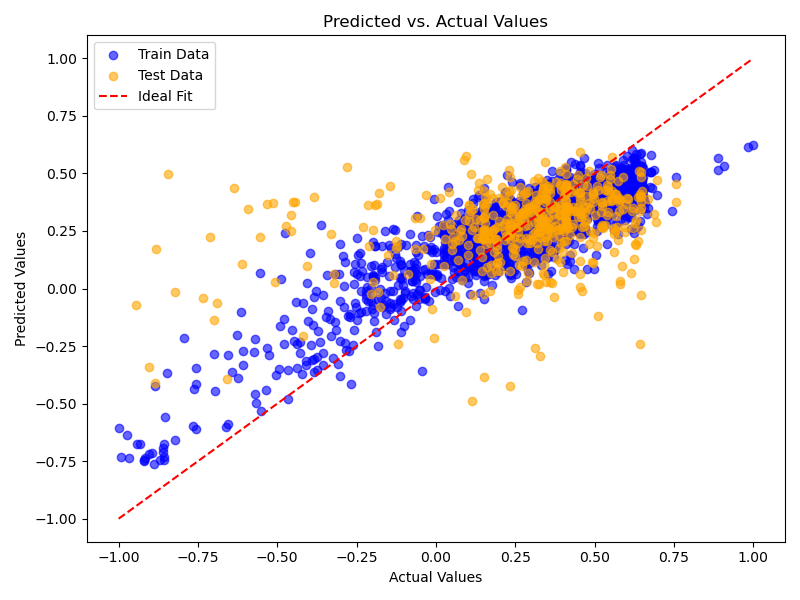 Predicted vs. Actual Values
Train Data
Test Data
Ideal Fit
1.00
0.75
0.50
0.25
0.00
−0.25
−0.50
−0.75
−1.00
Predicted Values
−1.00 −0.75 −0.50 −0.25 0.00 0.25 0.50 0.75 1.00
Actual Values